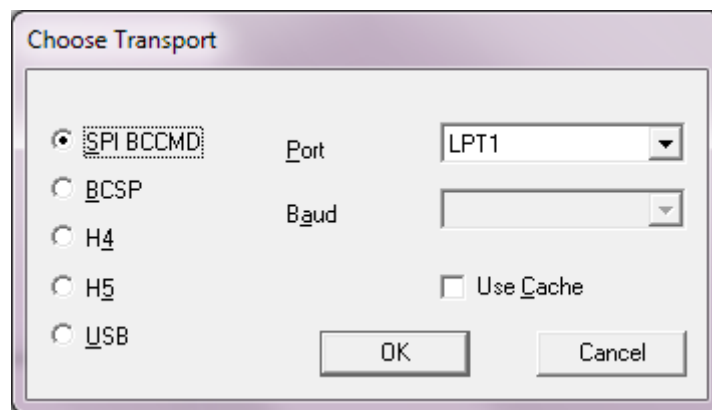 Choose Transport
SPI BCCMD
BCSP
H4
H5
USB
Port
LPT1
Baud
Use Cache
OK
Cancel